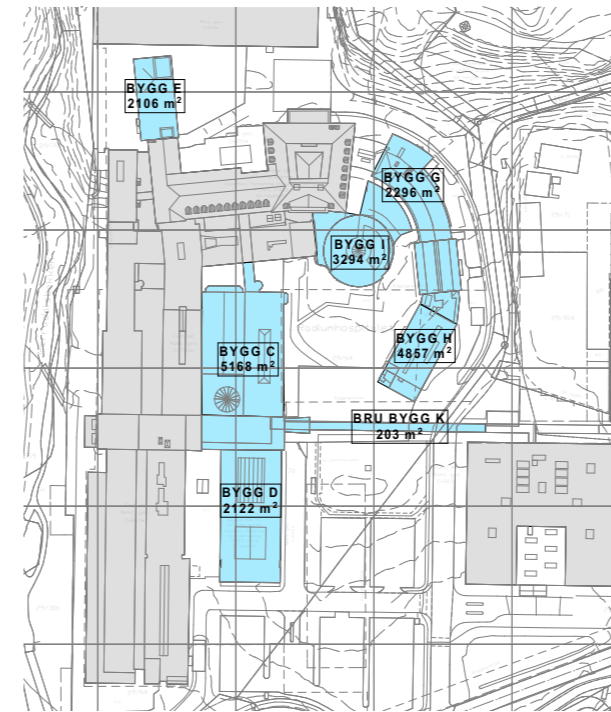 BYGG E
2106 m²
BYGG G
2296 m²
BYGG I
3294 m²
BYGG H
4857 m²
BYGG C
5168 m²
BRU BYGG K
203 m²
BYGG D
2122 m²